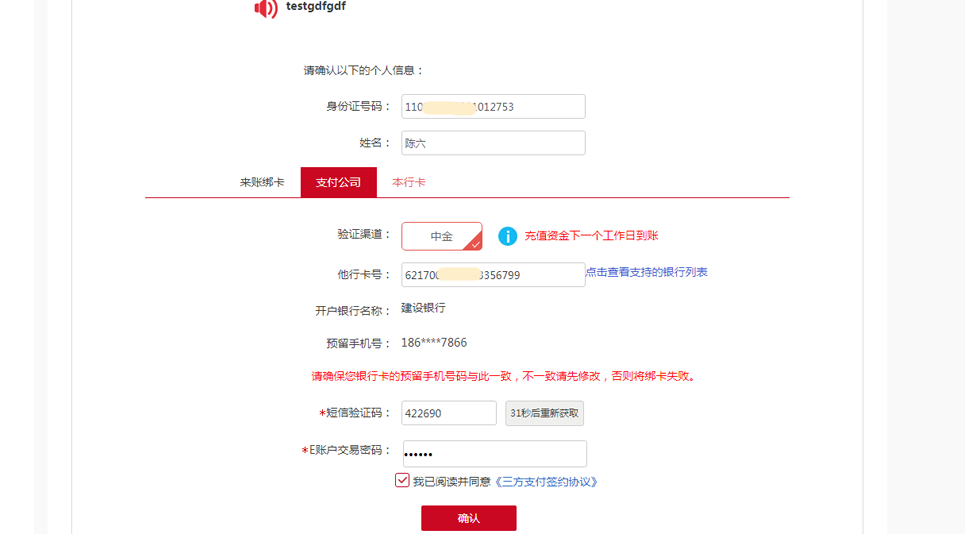 testgdfgdf
请确认以下的个人信息：
身份证号码： 110 1012753
姓名： 陈六
来账绑卡 支付公司 本行卡
验证渠道： 中金 充值资金下一个工作日到账
他行卡号： 62170 356799 点击查看支持的银行列表
开户银行名称： 建设银行
预留手机号： 186****7866
请确保您银行卡的预留手机号码与此一致，不一致请先修改，否则将绑卡失败。
*短信验证码： 422690 31秒后重新获取
*E账户交易密码： ••••••
我已阅读并同意《三方支付签约协议》
确认